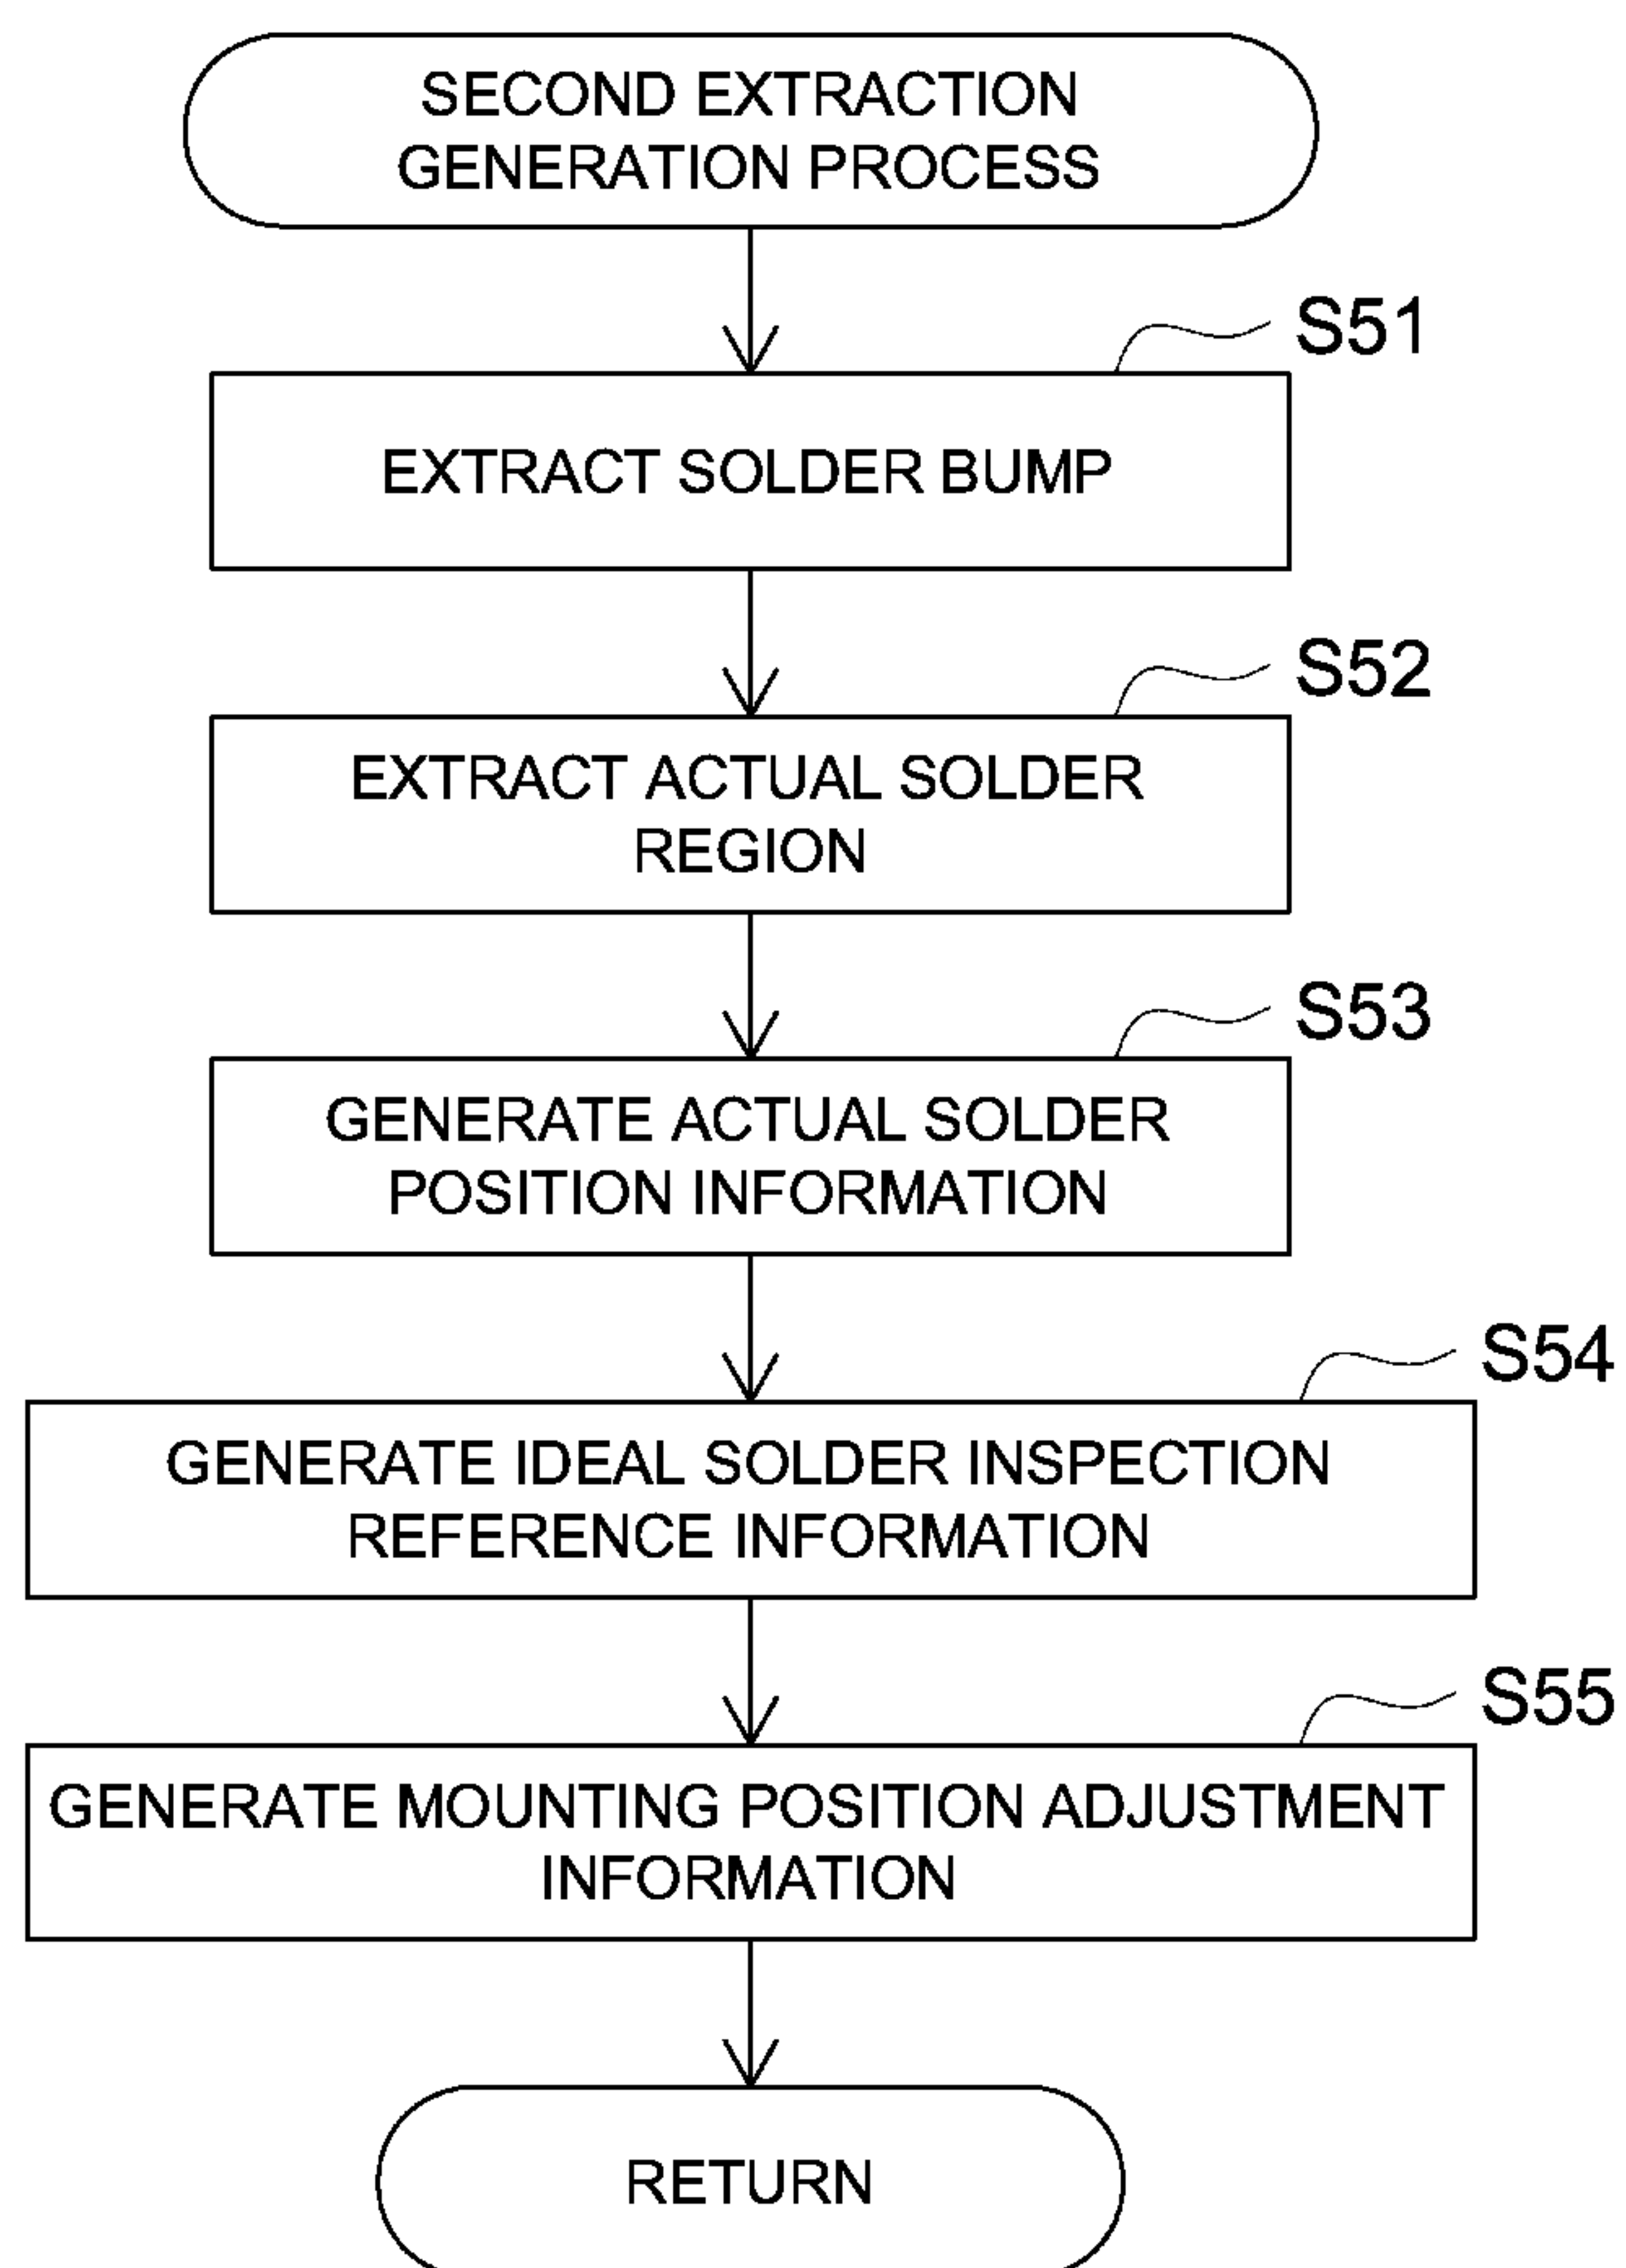 SECOND EXTRACTION
GENERATION PROCESS
S51
EXTRACT SOLDER BUMP
S52
EXTRACT ACTUAL SOLDER
REGION
S53
GENERATE ACTUAL SOLDER
POSITION INFORMATION
S54
GENERATE IDEAL SOLDER INSPECTION
REFERENCE INFORMATION
S55
GENERATE MOUNTING POSITION ADJUSTMENT
INFORMATION
RETURN